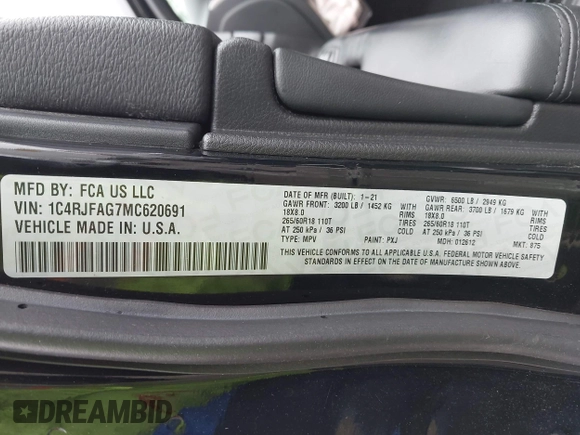 MFD BY: FCA US LLC
VIN: 1C4RJFAG7MC620691
VEHICLE MADE IN: U.S.A.
DATE OF MFR (BUILT): 1-21
GVWR: 6500 LB / 2949 KG
GAWR FRONT: 3200 LB / 1452 KG WITH
GAWR REAR: 3700 LB / 1679 KG WITH
18X8.0
RIMS
18X8.0
RIMS
265/60R18 110T
TIRES
265/60R18 110T
TIRES
AT 250 kPa / 36 PSI
COLD
AT 250 kPa / 36 PSI
COLD
TYPE: MPV
PAINT: PXJ
MDH: 012612
MKT: 875
THIS VEHICLE CONFORMS TO ALL APPLICABLE U.S.A. FEDERAL MOTOR VEHICLE SAFETY
STANDARDS IN EFFECT ON THE DATE OF MANUFACTURE SHOWN ABOVE.
DREAMBID